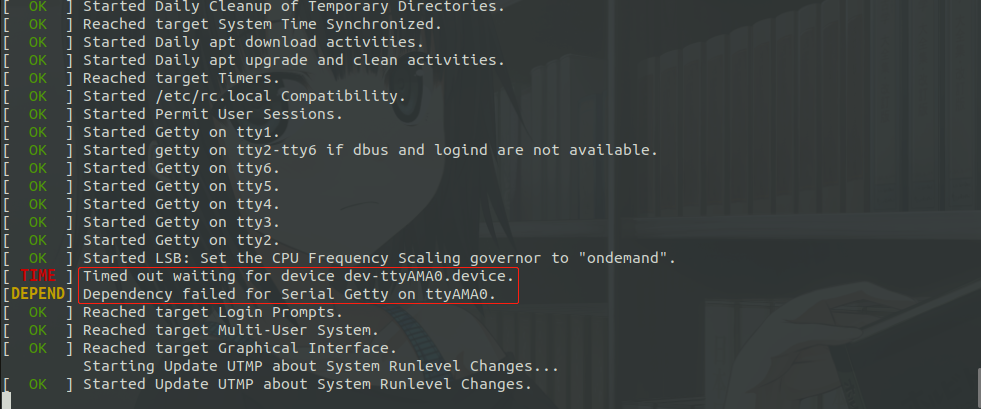 [  OK  ] Started Daily Cleanup of Temporary Directories.
[  OK  ] Reached target System Time Synchronized.
[  OK  ] Started Daily apt download activities.
[  OK  ] Started Daily apt upgrade and clean activities.
[  OK  ] Reached target Timers.
[  OK  ] Started /etc/rc.local Compatibility.
[  OK  ] Started Permit User Sessions.
[  OK  ] Started Getty on tty1.
[  OK  ] Started getty on tty2-tty6 if dbus and logind are not available.
[  OK  ] Started Getty on tty6.
[  OK  ] Started Getty on tty5.
[  OK  ] Started Getty on tty4.
[  OK  ] Started Getty on tty3.
[  OK  ] Started Getty on tty2.
[  OK  ] Started LSB: Set the CPU Frequency Scaling governor to "ondemand".
[ TIME ] Timed out waiting for device dev-ttyAMA0.device.
[DEPEND] Dependency failed for Serial Getty on ttyAMA0.
[  OK  ] Reached target Login Prompts.
[  OK  ] Reached target Multi-User System.
[  OK  ] Reached target Graphical Interface.
         Starting Update UTMP about System Runlevel Changes...
[  OK  ] Started Update UTMP about System Runlevel Changes.